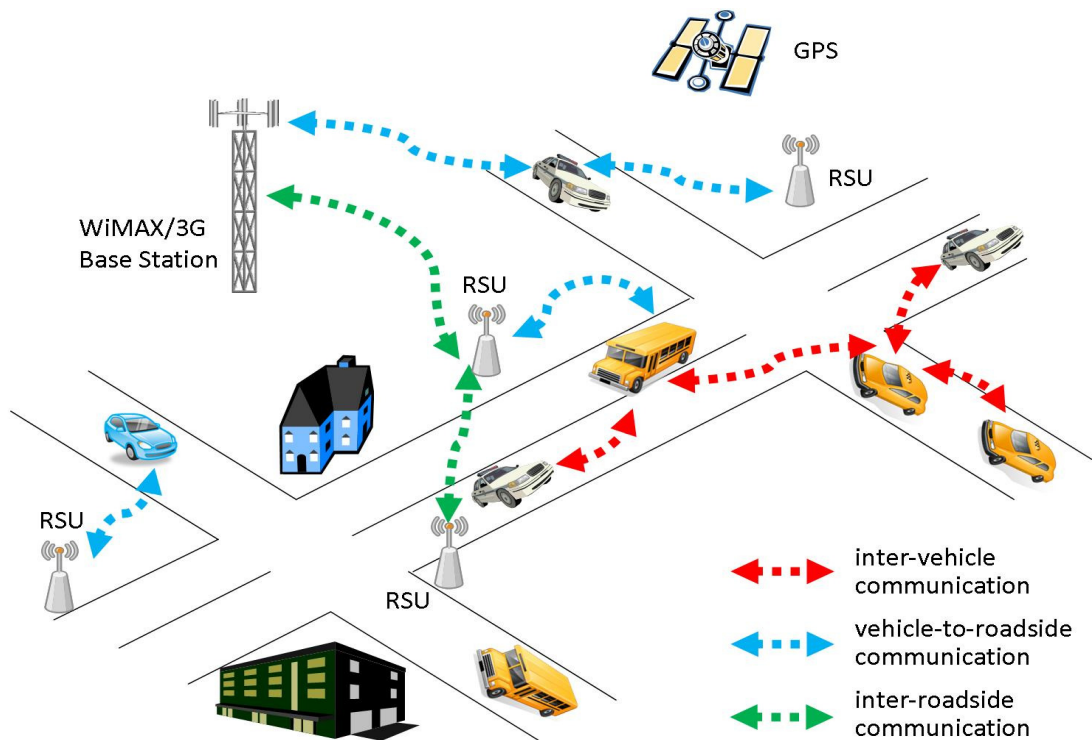 GPS
RSU
WiMAX/3G
Base Station
RSU
RSU
RSU
inter-vehicle
communication
vehicle-to-roadside
communication
inter-roadside
communication